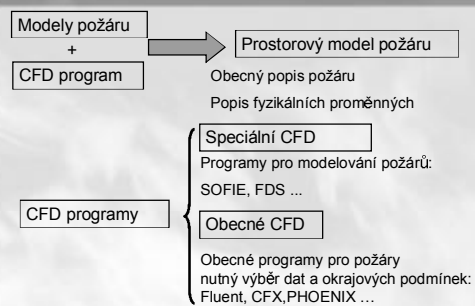 Modely požáru
+
CFD program
Prostorový model požáru
Obecný popis požáru
Popis fyzikálních proměnných
CFD programy
Speciální CFD
Programy pro modelování požárů:
SOFIE, FDS ...
Obecné CFD
Obecné programy pro požáry
nutný výběr dat a okrajových podmínek:
Fluent, CFX,PHOENIX ...